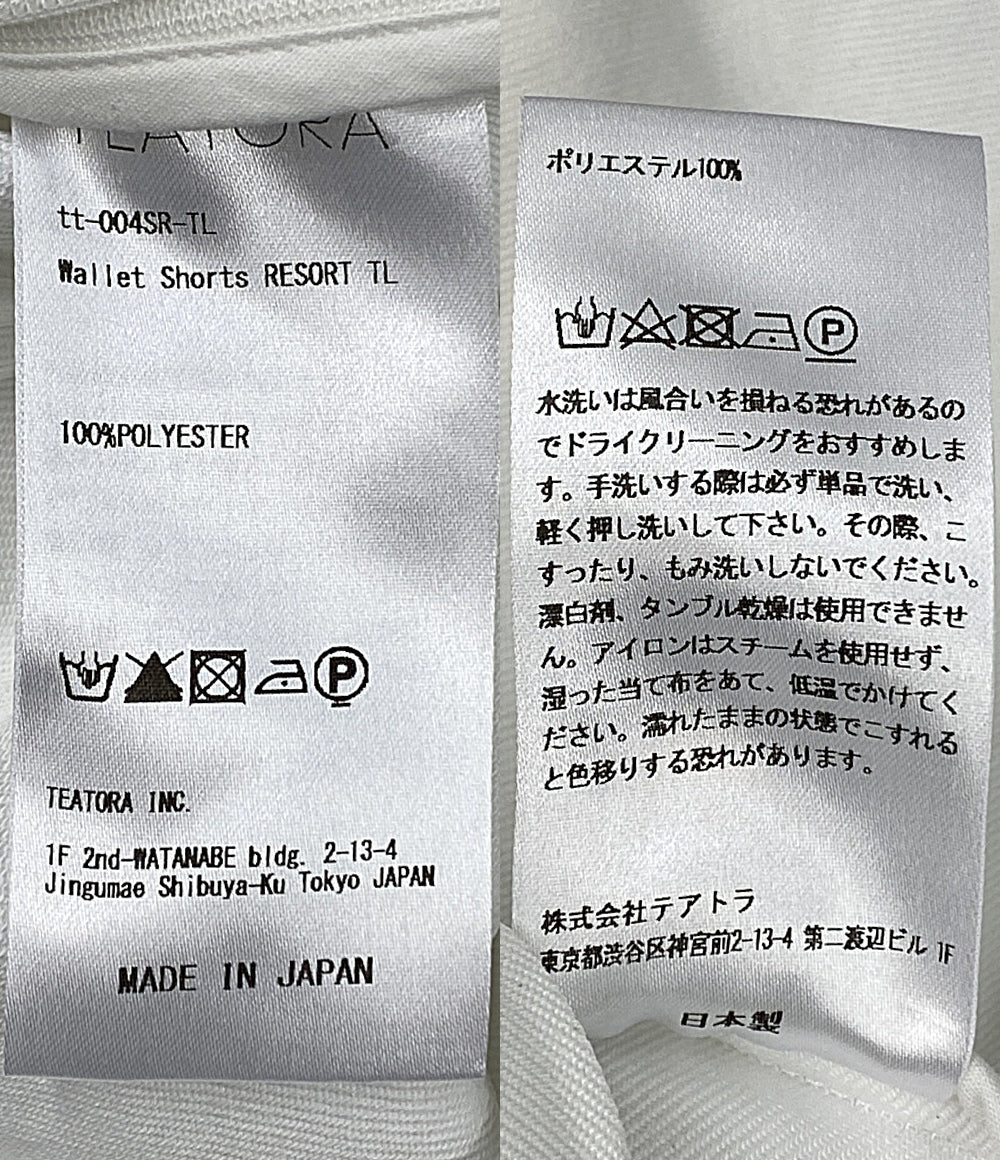 TEATORA
tt-004SR-TL
Wallet Shorts RESORT TL
100%POLYESTER
P
TEATORA INC.
1F 2nd-WATANABE bldg. 2-13-4
Jingumae Shibuya-Ku Tokyo JAPAN
MADE IN JAPAN
ポリエステル100%
P
水洗いは風合いを損ねる恐れがあるの
でドライクリーニングをおすすめしま
す。手洗いする際は必ず単品で洗い、
軽く押し洗いして下さい。その際、こ
すったり、もみ洗いしないでください。
漂白剤、タンブル乾燥は使用できませ
ん。アイロンはスチームを使用せず、
湿った当て布をあて、低温でかけてく
ださい。濡れたままの状態でこすれる
と色移りする恐れがあります。
株式会社テアトラ
東京都渋谷区神宮前2-13-4 第二渡辺ビル 1F
日本製